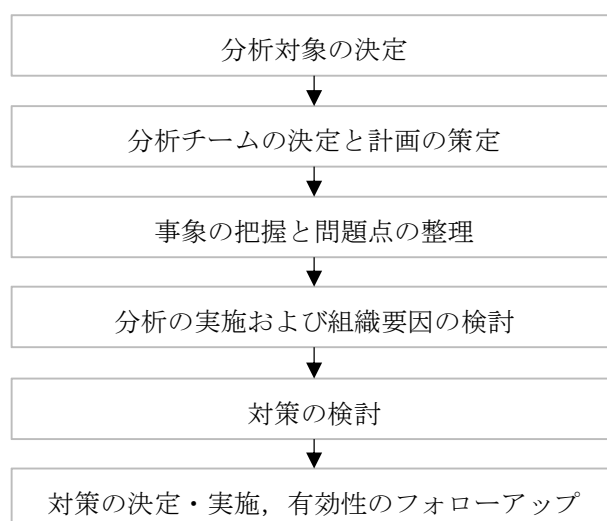 分析対象の決定
分析チームの決定と計画の策定
事象の把握と問題点の整理
分析の実施および組織要因の検討
対策の検討
対策の決定・実施，有効性のフォローアップ